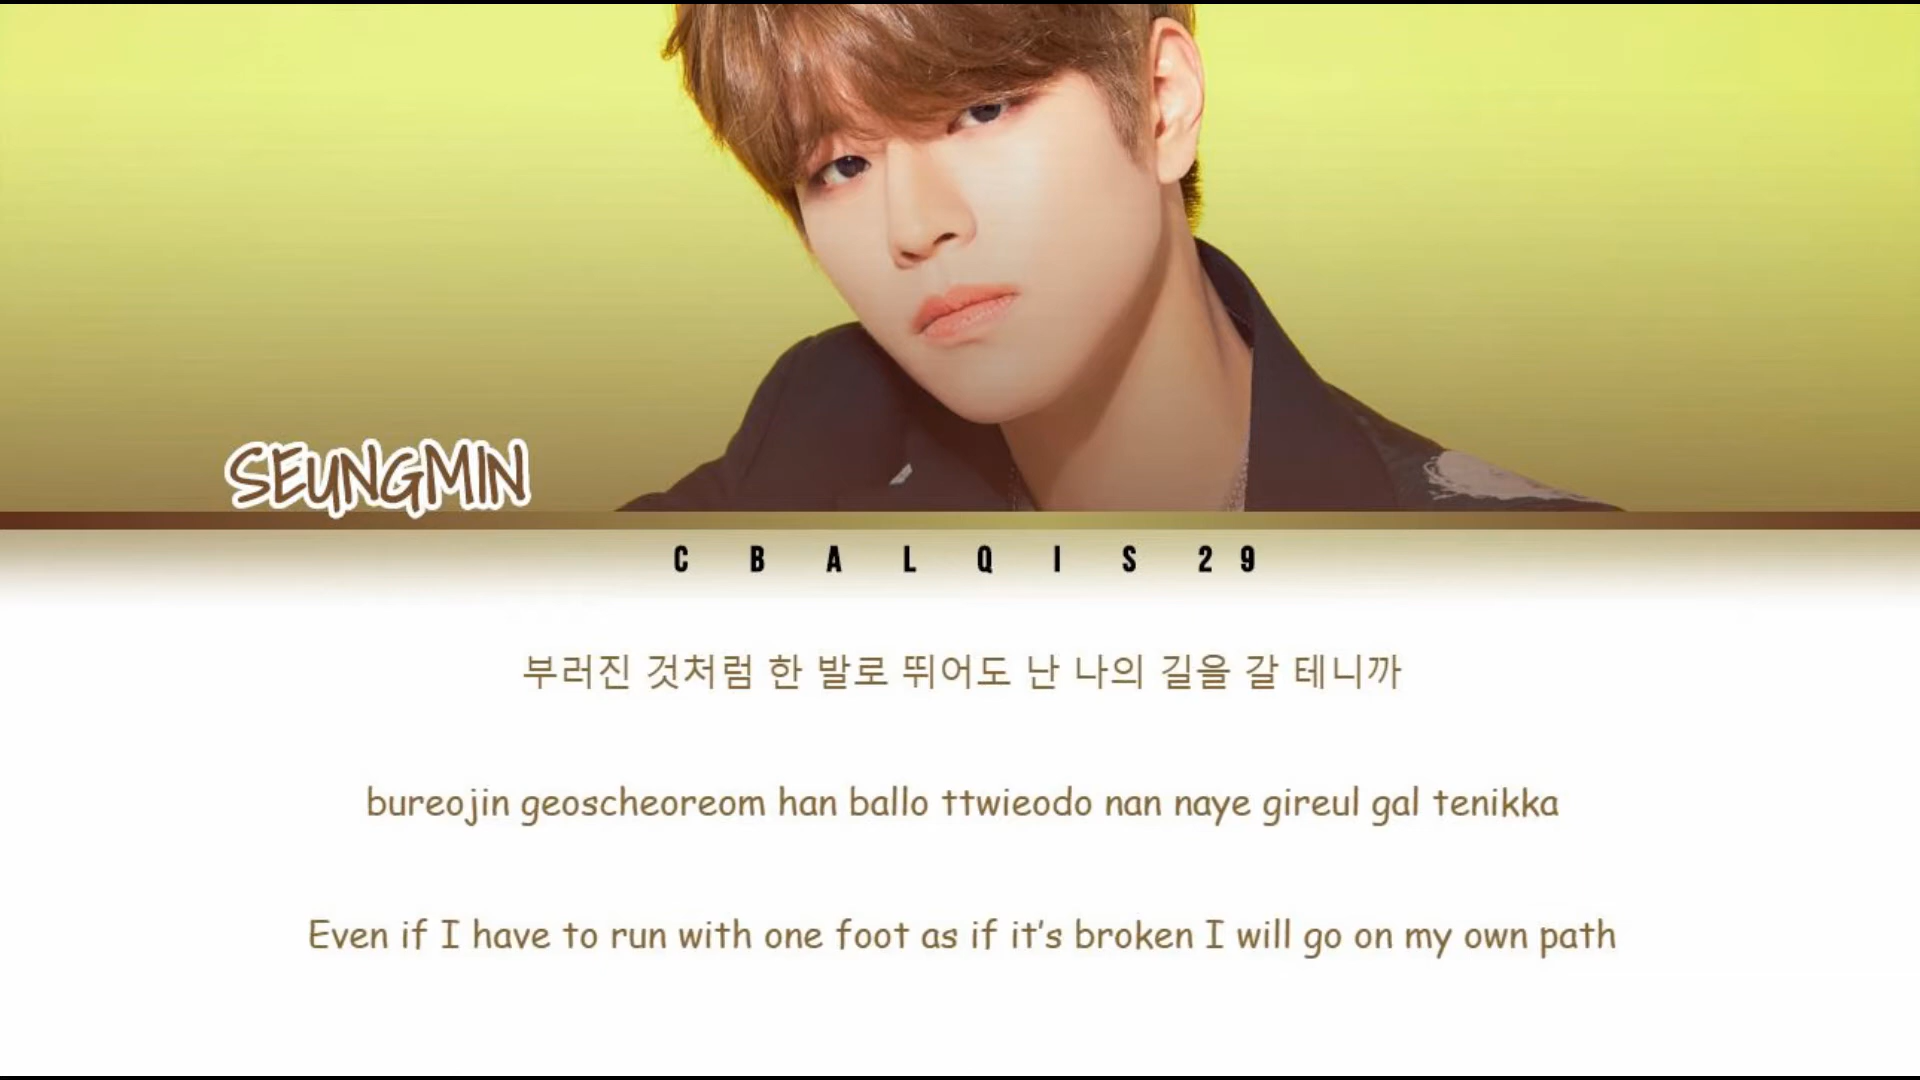 SEUNGMIN
CBALQIS29
부러진 것처럼 한 발로 뛰어도 난 나의 길을 갈 테니까
bureojin geoscheoreom han ballo ttwieodo nan naye gireul gal tenikka
Even if I have to run with one foot as if it's broken I will go on my own path